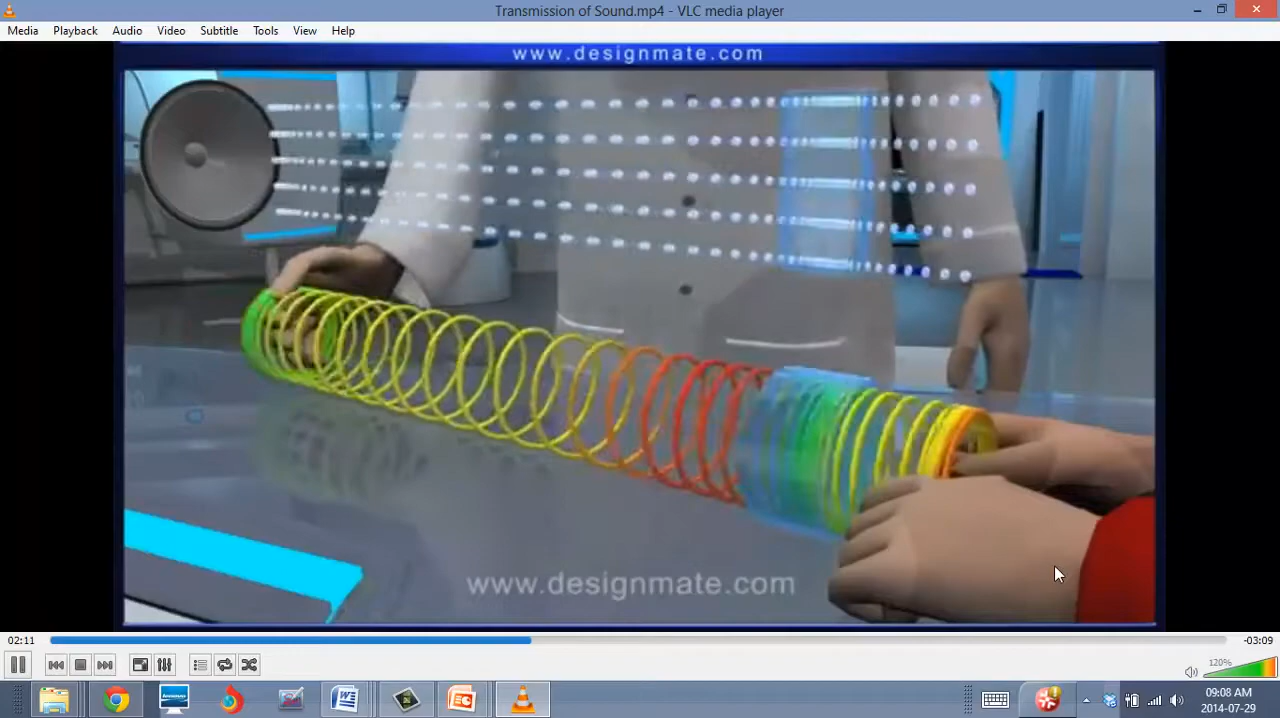 Transmission of Sound.mp4 - VLC media player
Media Playback Audio Video Subtitle Tools View Help
www.designmate.com
www.designmate.com
02:11
-03:09
120%
09:08 AM
2014-07-29